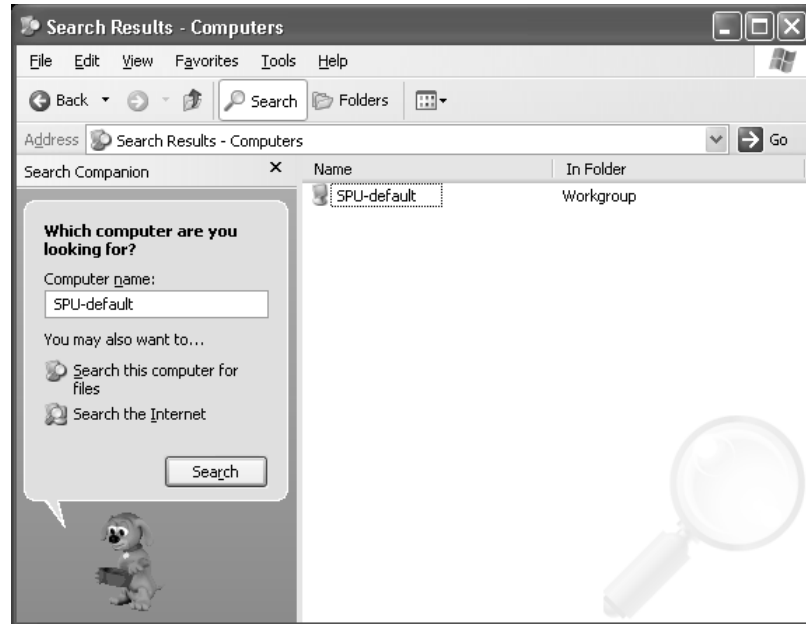 Search Results - Computers
File Edit View Favorites Tools Help
Back Search Folders
Address Search Results - Computers Go
Search Companion
Name In Folder
SPU-default Workgroup
Which computer are you
looking for?
Computer name:
SPU-default
You may also want to...
Search this computer for
files
Search the Internet
Search